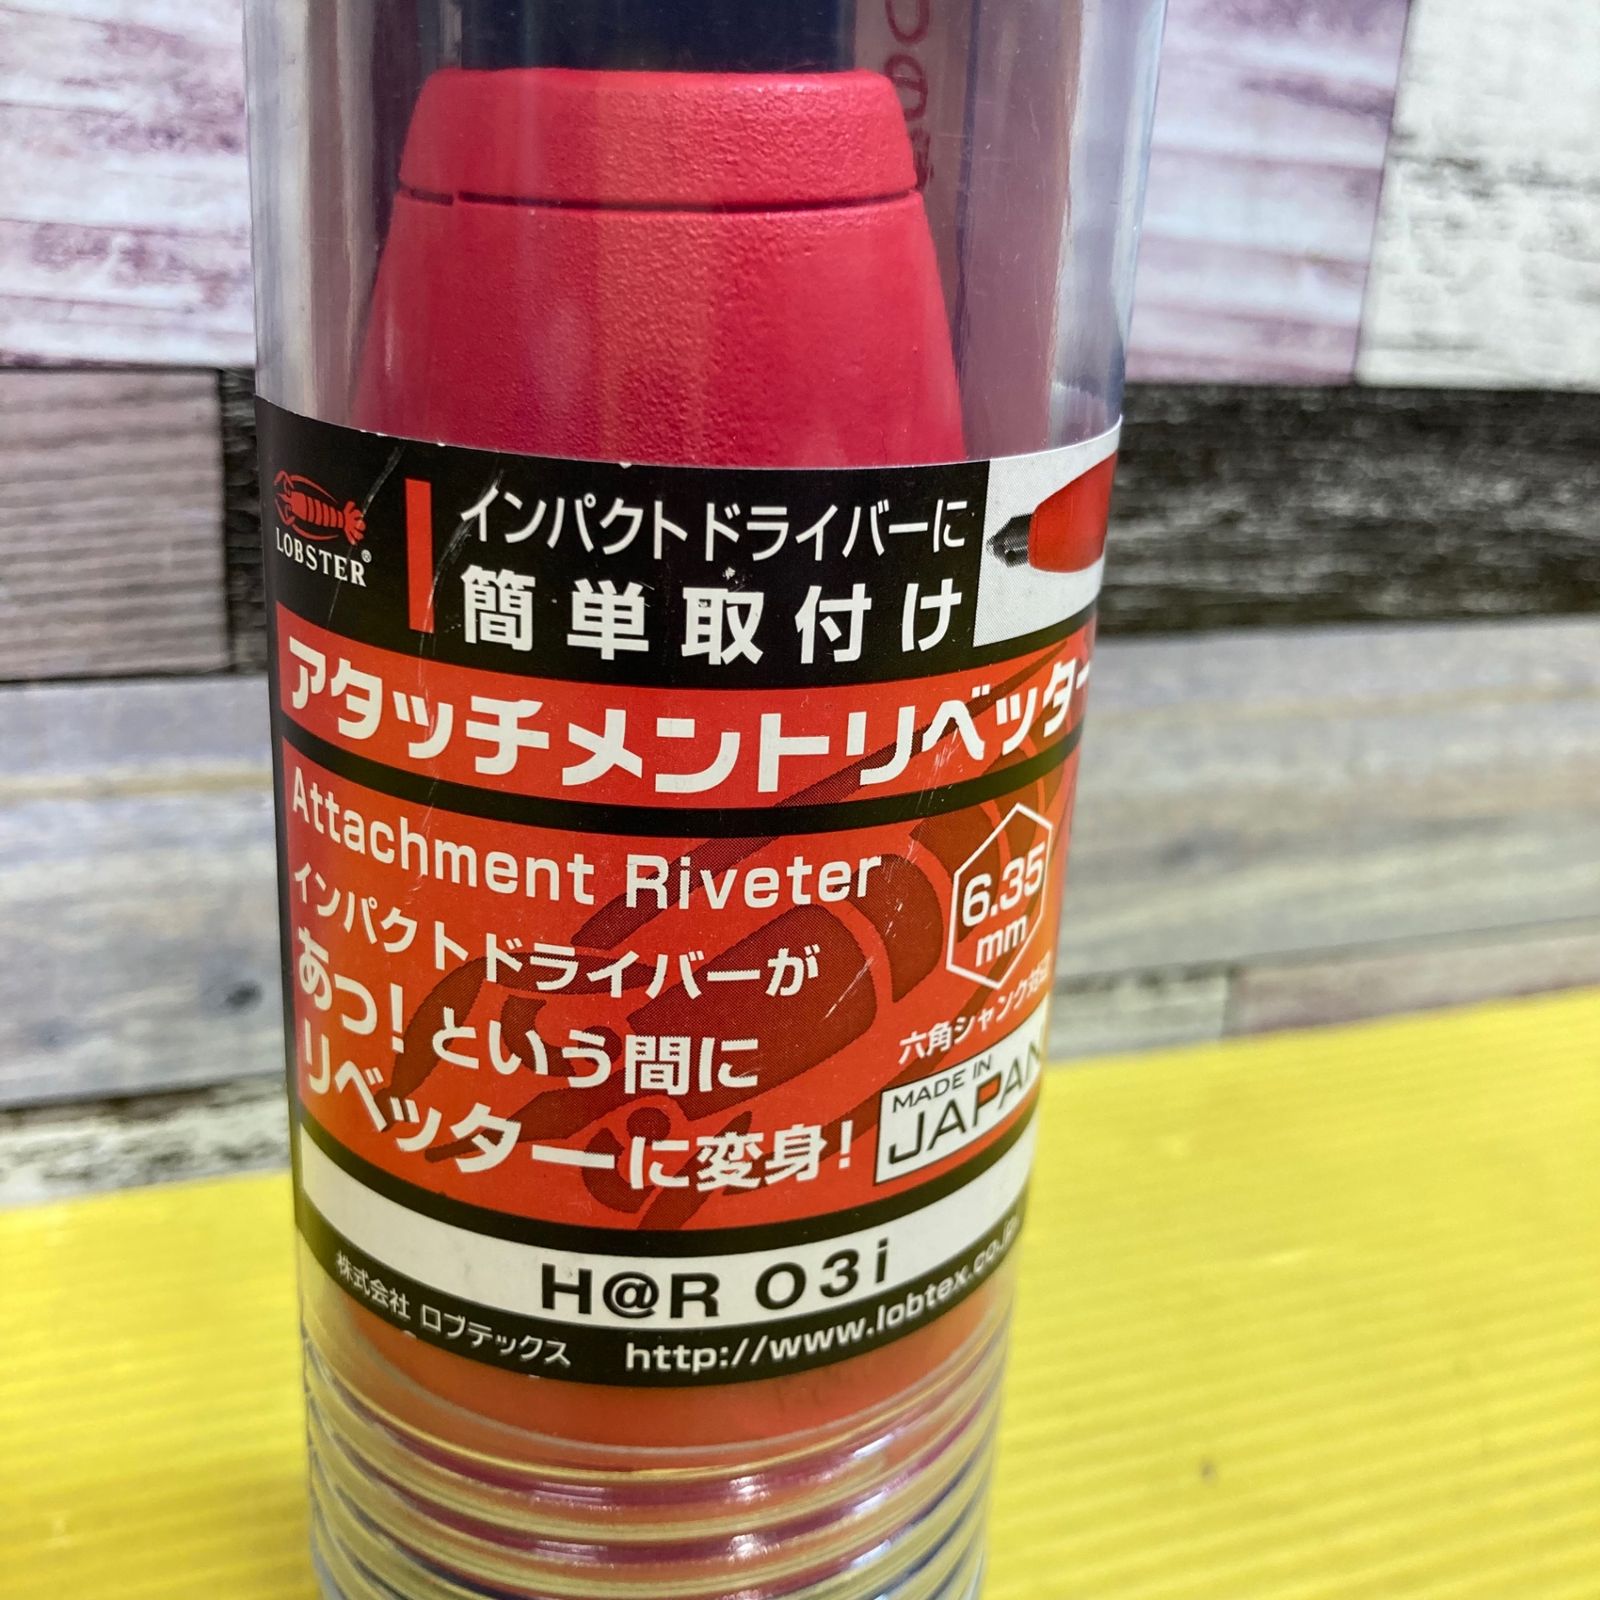 LOBSTER®
インパクトドライバーに
簡単取付け
アタッチメントリベッター
Attachment Riveter
6.35
mm
六角シャンク対応
インパクトドライバーが
あっ!という間に
リベッターに変身!
MADE IN
JAPAN
H@R 03i
株式会社 ロブテックス http://www.lobtex.co.jp